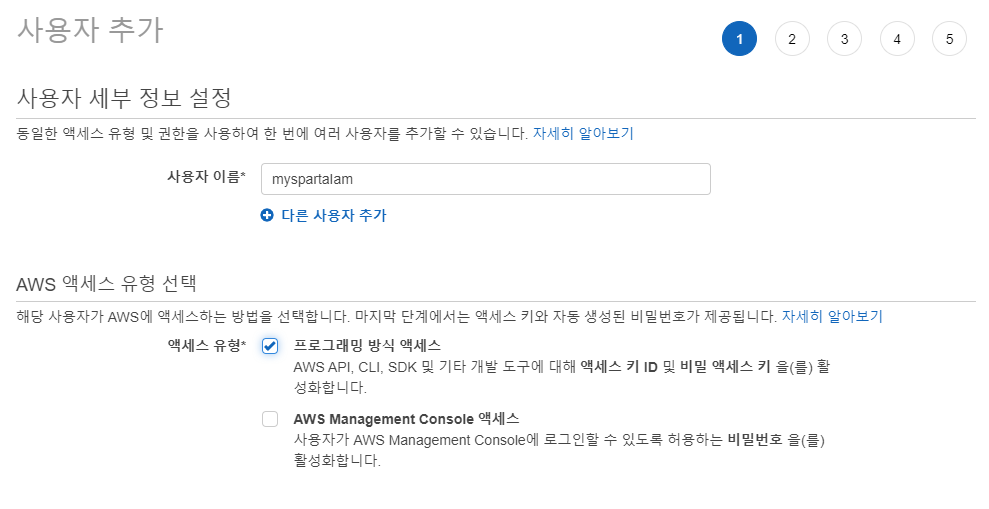 사용자 추가
1 2 3 4 5
사용자 세부 정보 설정
동일한 액세스 유형 및 권한을 사용하여 한 번에 여러 사용자를 추가할 수 있습니다. 자세히 알아보기
사용자 이름* myspartalam
다른 사용자 추가
AWS 액세스 유형 선택
해당 사용자가 AWS에 액세스하는 방법을 선택합니다. 마지막 단계에서는 액세스 키와 자동 생성된 비밀번호가 제공됩니다. 자세히 알아보기
액세스 유형* 프로그래밍 방식 액세스
AWS API, CLI, SDK 및 기타 개발 도구에 대해 액세스 키 ID 및 비밀 액세스 키 을(를) 활
성화합니다.
AWS Management Console 액세스
사용자가 AWS Management Console에 로그인할 수 있도록 허용하는 비밀번호 을(를)
활성화합니다.